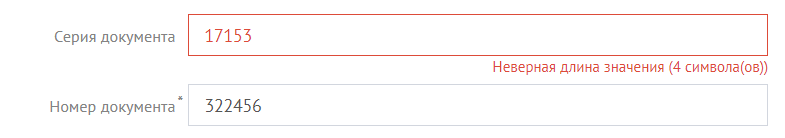 Серия документа 17153
Неверная длина значения (4 символа(ов))
Номер документа* 322456